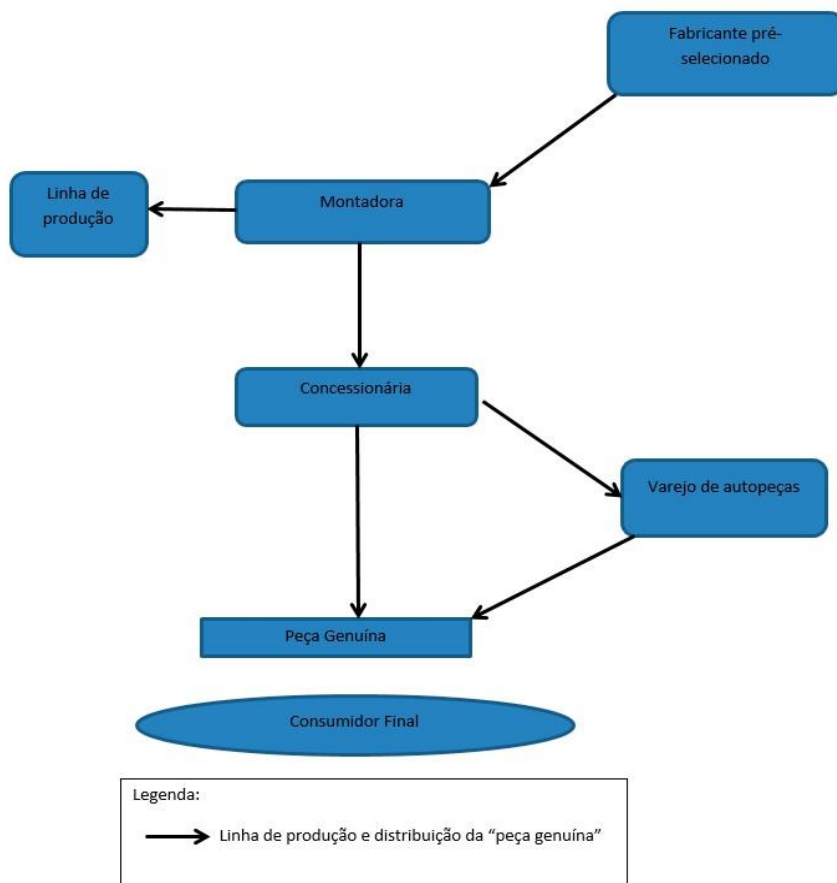 Fabricante pré-
selecionado
Linha de
produção
Montadora
Concessionária
Varejo de autopeças
Peça Genuína
Consumidor Final
Legenda:
Linha de produção e distribuição da “peça genuína”